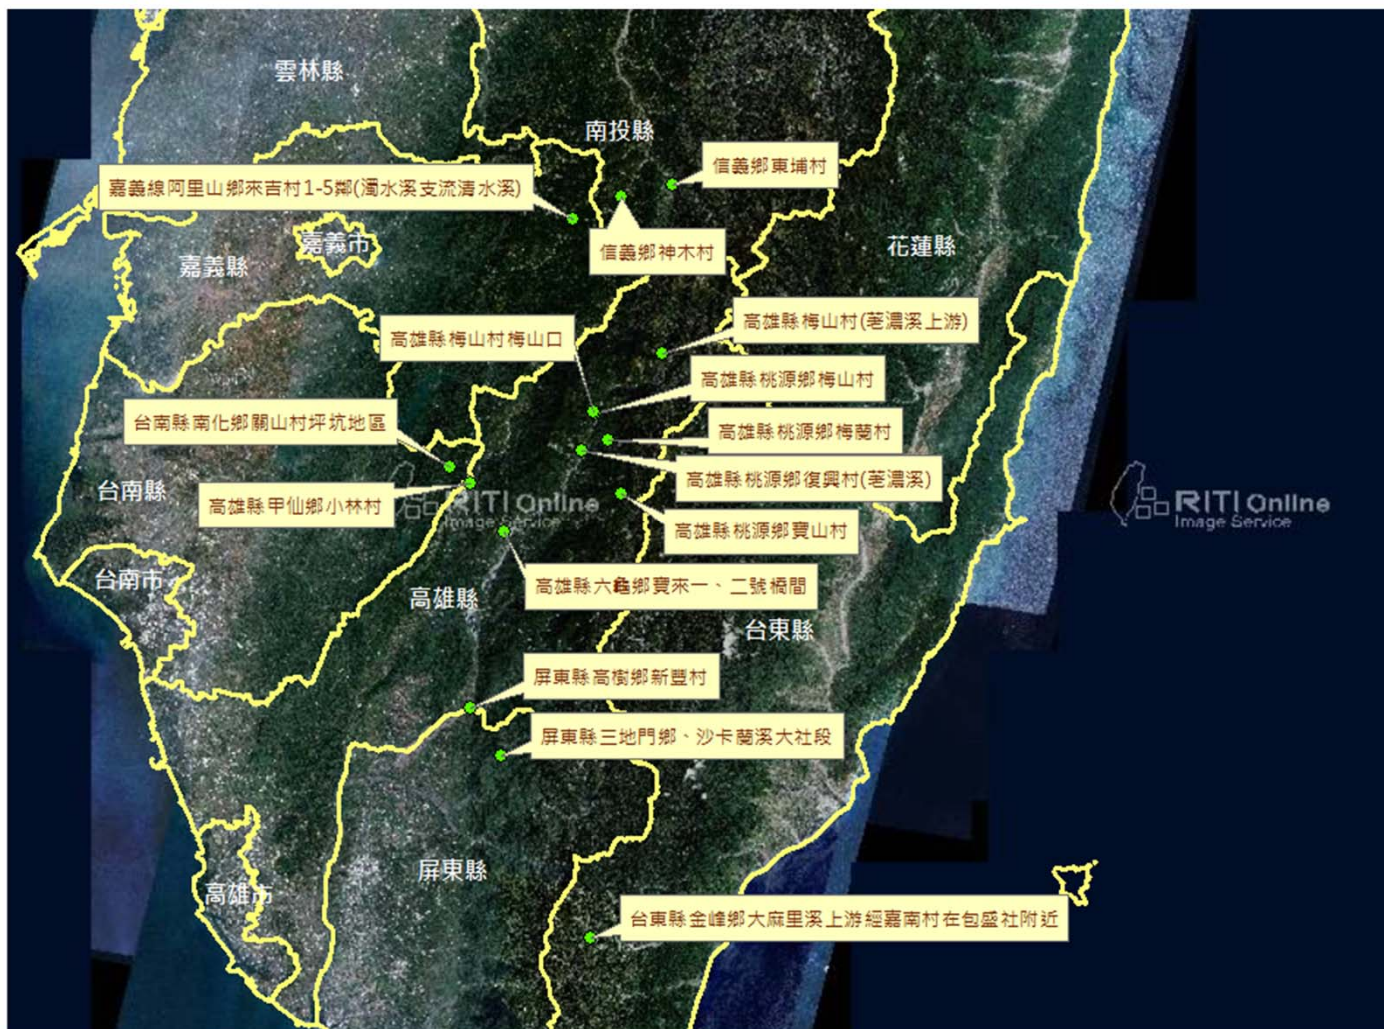 雲林縣
南投縣
信義鄉東埔村
嘉義線阿里山鄉來吉村1-5鄰(濁水溪支流清水溪)
嘉義市
信義鄉神木村
花蓮縣
嘉義縣
高雄縣梅山村(荖濃溪上游)
高雄縣梅山村梅山口
高雄縣桃源鄉梅山村
台南縣南化鄉關山村坪坑地區
高雄縣桃源鄉梅蘭村
高雄縣桃源鄉復興村(荖濃溪)
台南縣
高雄縣甲仙鄉小林村
RITI Online
Image Service
RITI Online
Image Service
高雄縣桃源鄉寶山村
台南市
高雄縣六龜鄉寶來一、二號橋間
高雄縣
台東縣
屏東縣高樹鄉新豐村
屏東縣三地門鄉、沙卡蘭溪大社段
屏東縣
高雄市
台東縣金峰鄉大麻里溪上游經嘉南村在包盛社附近